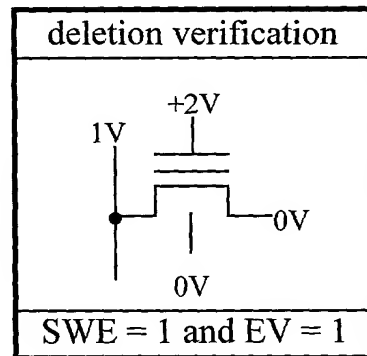 deletion verification
+2V
1V
0V
0V
SWE = 1 and EV = 1